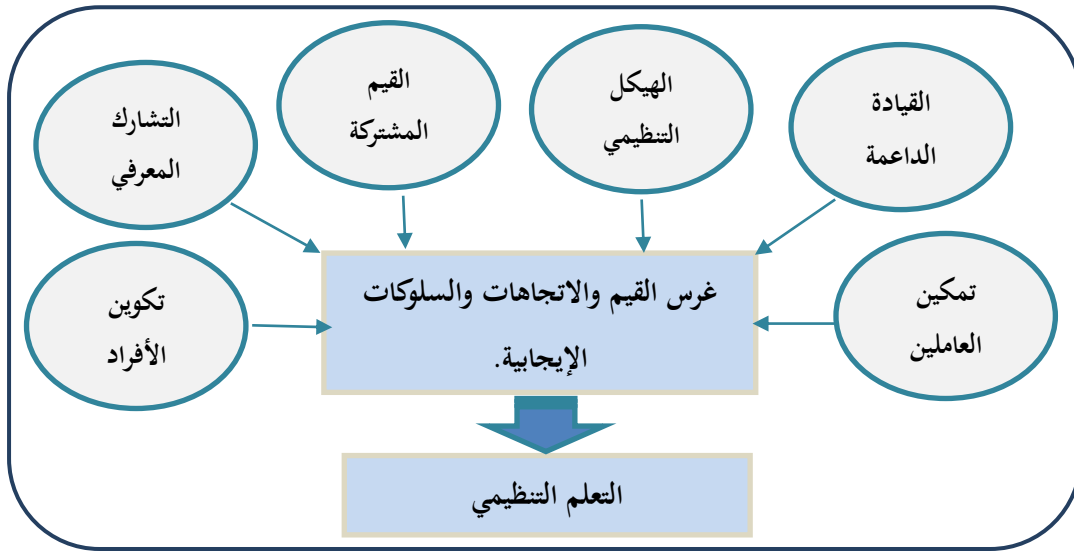 القيادة
الداعمة
الهيكل
التنظيمي
القيم
المشتركة
التشارك
المعرفي
تمكين
العاملين
غرس القيم والاتجاهات والسلوكات
الإيجابية.
تكوين
الأفراد
التعلم التنظيمي